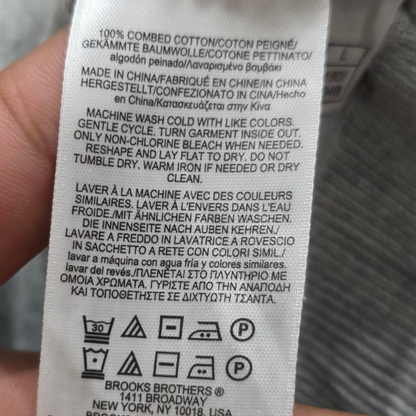 100% COMBED COTTON/COTON PEIGNÉ/
GEKÄMMTE BAUMWOLLE/COTONE PETTINATO/
algodón peinado/Λαναρισμένο βαμβάκι
MADE IN CHINA/FABRIQUÉ EN CHINE/IN CHINA
HERGESTELLT/CONFEZIONATO IN CINA/Hecho
en China/Κατασκευάζεται στην Κίνα
MACHINE WASH COLD WITH LIKE COLORS.
GENTLE CYCLE. TURN GARMENT INSIDE OUT.
ONLY NON-CHLORINE BLEACH WHEN NEEDED.
RESHAPE AND LAY FLAT TO DRY. DO NOT
TUMBLE DRY. WARM IRON IF NEEDED OR DRY
CLEAN.
LAVER À LA MACHINE AVEC DES COULEURS
SIMILAIRES. LAVER À L'ENVERS DANS L'EAU
FROIDE./MIT ÄHNLICHEN FARBEN WASCHEN.
DIE INNENSEITE NACH AUßEN KEHREN./
LAVARE A FREDDO IN LAVATRICE A ROVESCIO
IN SACCHETTO A RETE CON COLORI SIMIL./
lavar a máquina con agua fría y colores similares.
lavar del revés./ΠΛΕΝΕΤΑΙ ΣΤΟ ΠΛΥΝΤΗΡΙΟ ΜΕ
ΟΜΟΙΑ ΧΡΩΜΑΤΑ. ΓΥΡΙΣΤΕ ΑΠΟ ΤΗΝ ΑΝΑΠΟΔΗ
ΚΑΙ ΤΟΠΟΘΕΤΗΣΤΕ ΣΕ ΔΙΧΤΥΩΤΗ ΤΣΑΝΤΑ.
30 P
P
BROOKS BROTHERS ®
1411 BROADWAY
NEW YORK, NY 10018. USA
L